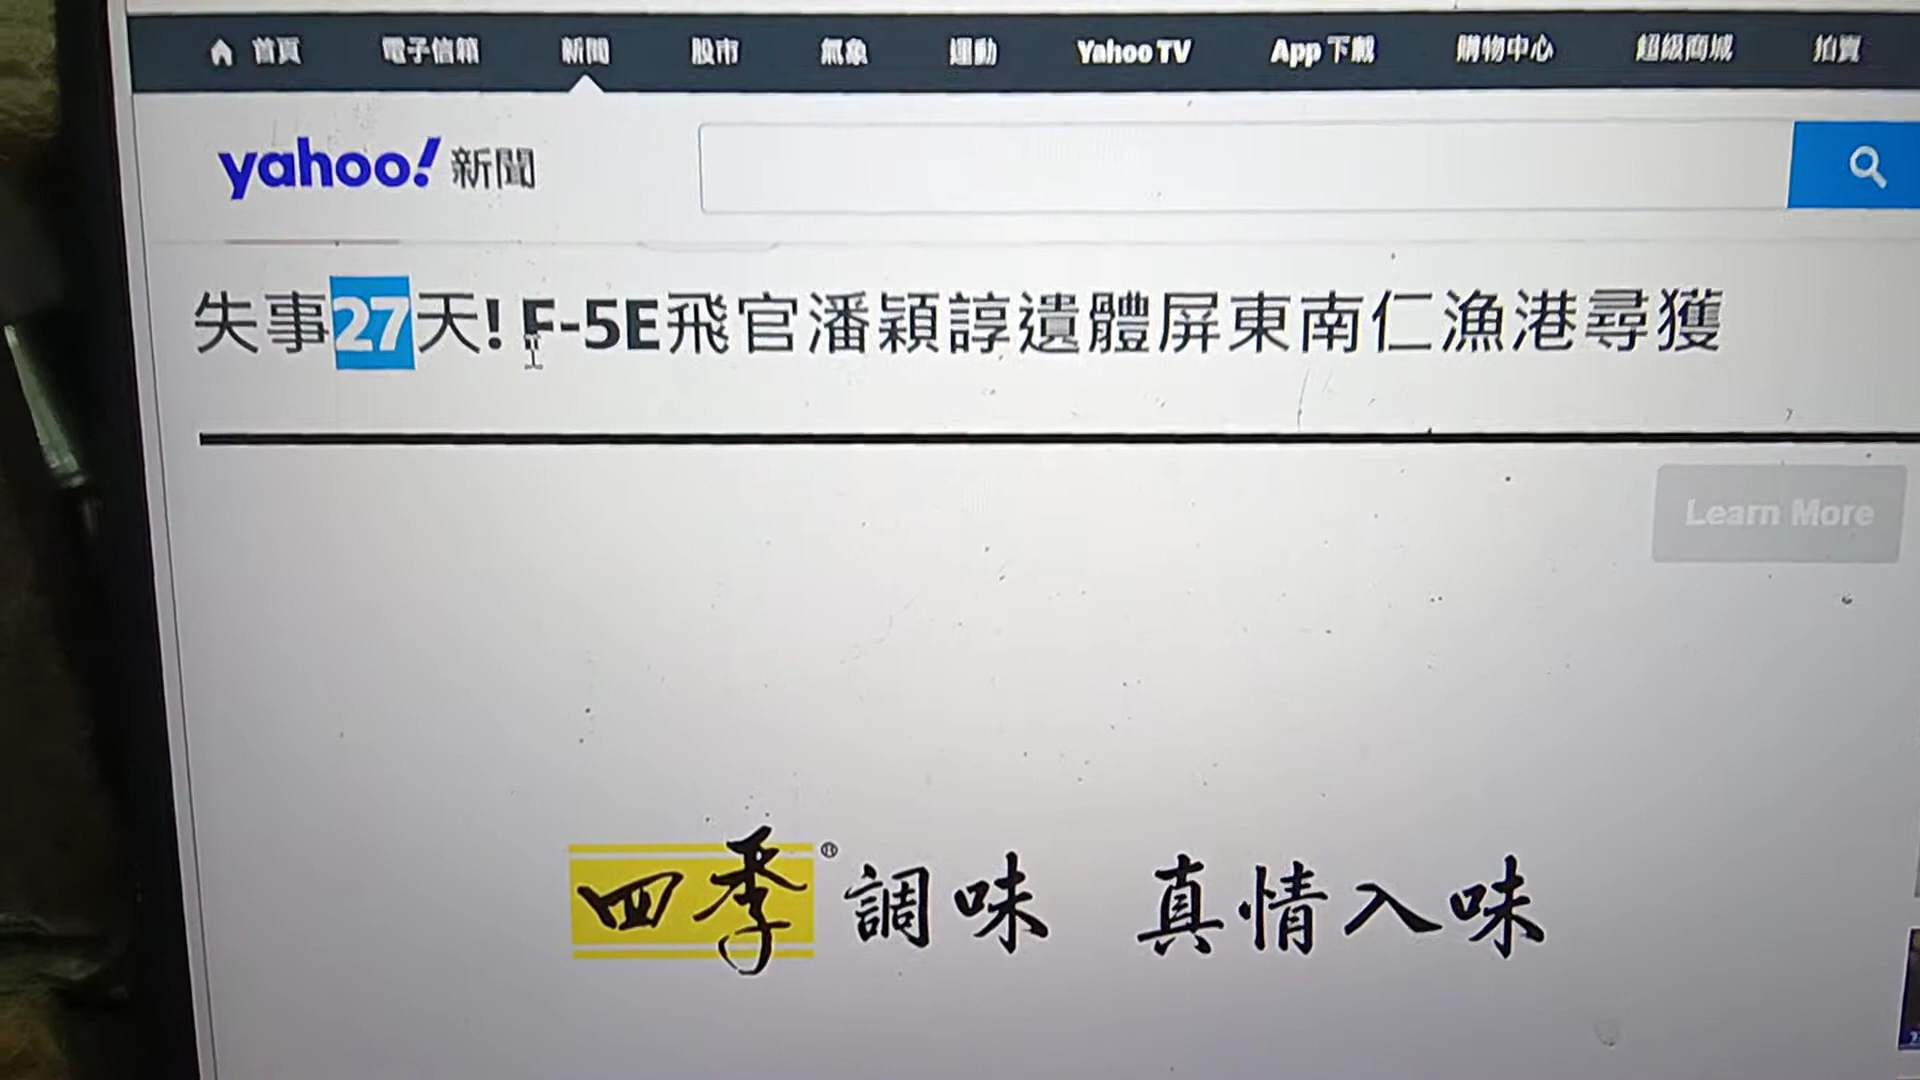 首頁 電子信箱 新聞 股市 氣象 運動 Yahoo TV App 下載 購物中心 超級商城 拍賣
yahoo! 新聞
失事27天! F-5E飛官潘穎諄遺體屏東南仁漁港尋獲
Learn More
四季® 調味 真情入味